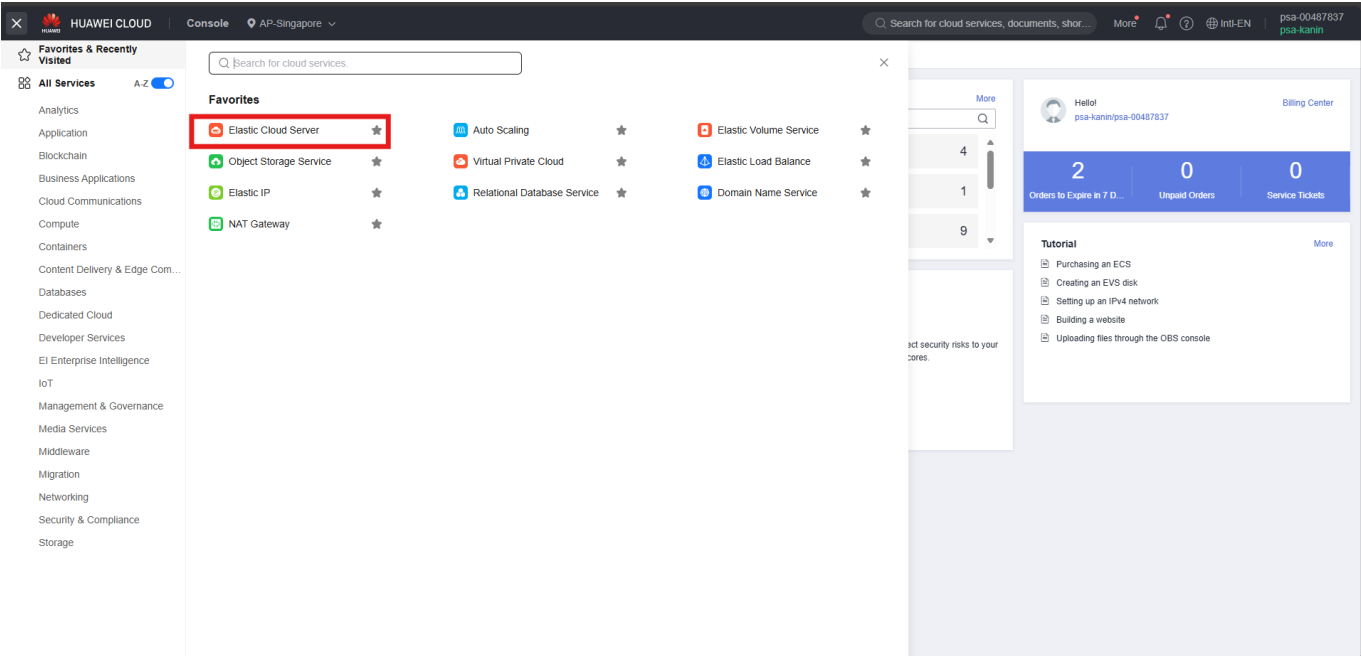 HUAWEI
HUAWEI CLOUD
Console
AP-Singapore
Search for cloud services, documents, shor...
More
Intl-EN
psa-00487837
psa-kanin
Favorites & Recently
Visited
All Services
A-Z
Analytics
Application
Blockchain
Business Applications
Cloud Communications
Compute
Containers
Content Delivery & Edge Com...
Databases
Dedicated Cloud
Developer Services
EI Enterprise Intelligence
IoT
Management & Governance
Media Services
Middleware
Migration
Networking
Security & Compliance
Storage
Search for cloud services.
Favorites
Elastic Cloud Server
Auto Scaling
Elastic Volume Service
Object Storage Service
Virtual Private Cloud
Elastic Load Balance
Elastic IP
Relational Database Service
Domain Name Service
NAT Gateway
More
4
1
9
ect security risks to your
cores.
Hello!
Billing Center
psa-kanin/psa-00487837
2
0
0
Orders to Expire in 7 D...
Unpaid Orders
Service Tickets
Tutorial
More
Purchasing an ECS
Creating an EVS disk
Setting up an IPv4 network
Building a website
Uploading files through the OBS console